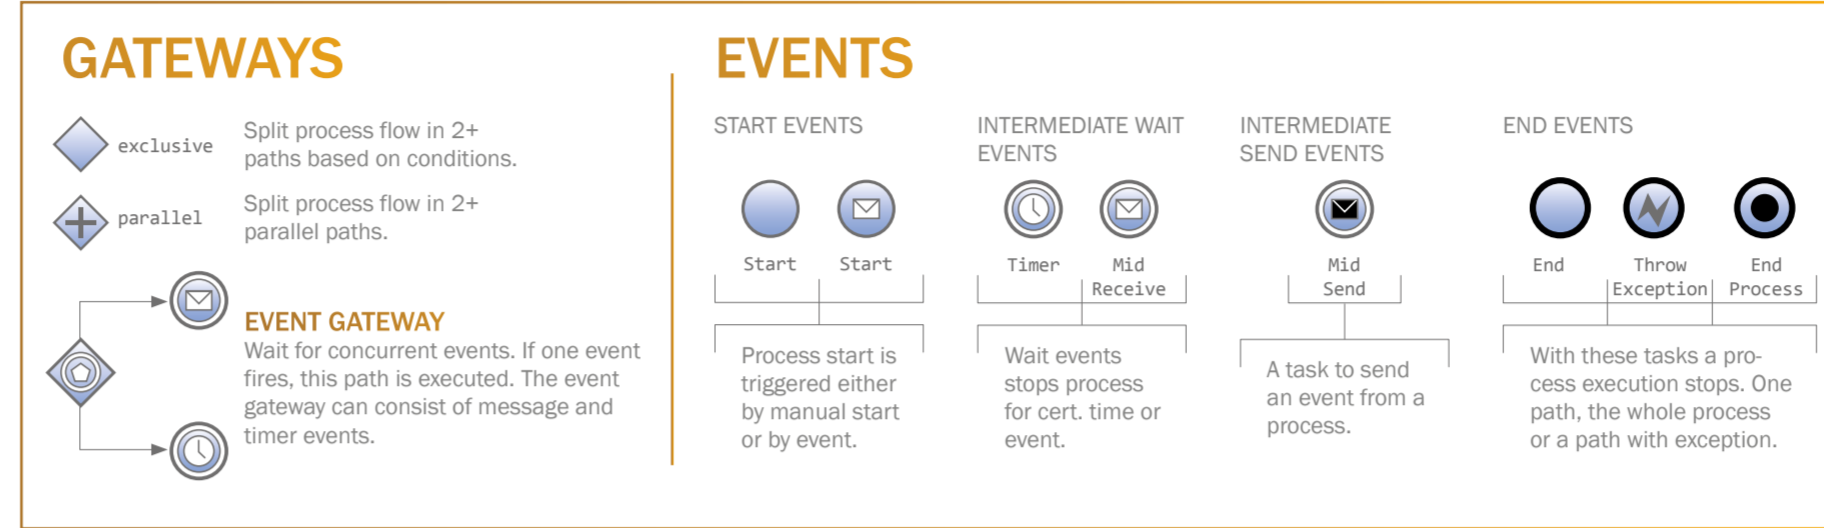 GATEWAYS
exclusive
Split process flow in 2+
paths based on conditions.
parallel
Split process flow in 2+
parallel paths.
EVENT GATEWAY
Wait for concurrent events. If one event
fires, this path is executed. The event
gateway can consist of message and
timer events.
EVENTS
START EVENTS
Start
Start
Process start is
triggered either
by manual start
or by event.
INTERMEDIATE WAIT
EVENTS
Timer
Mid
Receive
Wait events
stops process
for cert. time or
event.
INTERMEDIATE
SEND EVENTS
Mid
Send
A task to send
an event from a
process.
END EVENTS
End
Throw
Exception
End
Process
With these tasks a pro-
cess execution stops. One
path, the whole process
or a path with exception.